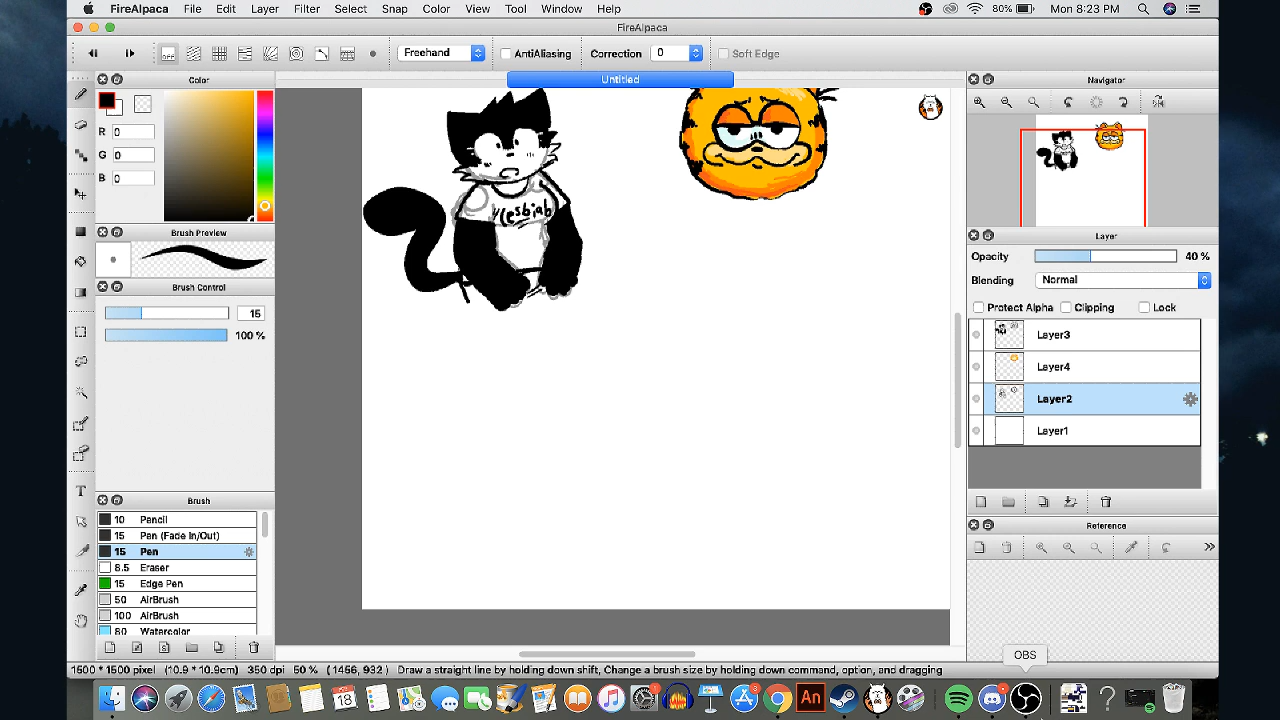 FireAlpaca File Edit Layer Filter Select Snap Color View Tool Window Help 80% Mon 8:23 PM
FireAlpaca
OFF Freehand AntiAliasing Correction 0 Soft Edge
Color Untitled Navigator
R 0
G 0
B 0
Brush Preview
Layer
Opacity 40 %
Blending Normal
Brush Control
Protect Alpha Clipping Lock
15
100 %
Layer3
Layer4
Layer2
Layer1
Brush
10 Pencil
15 Pen (Fade In/Out)
15 Pen
8.5 Eraser
15 Edge Pen
50 AirBrush
100 AirBrush
80 Watercolor
T
Reference
OBS
1500 * 1500 pixel (10.9 * 10.9cm) 350 dpi 50 % ( 1456, 932 ) Draw a straight line by holding down shift, Change a brush size by holding down command, option, and dragging
18
An